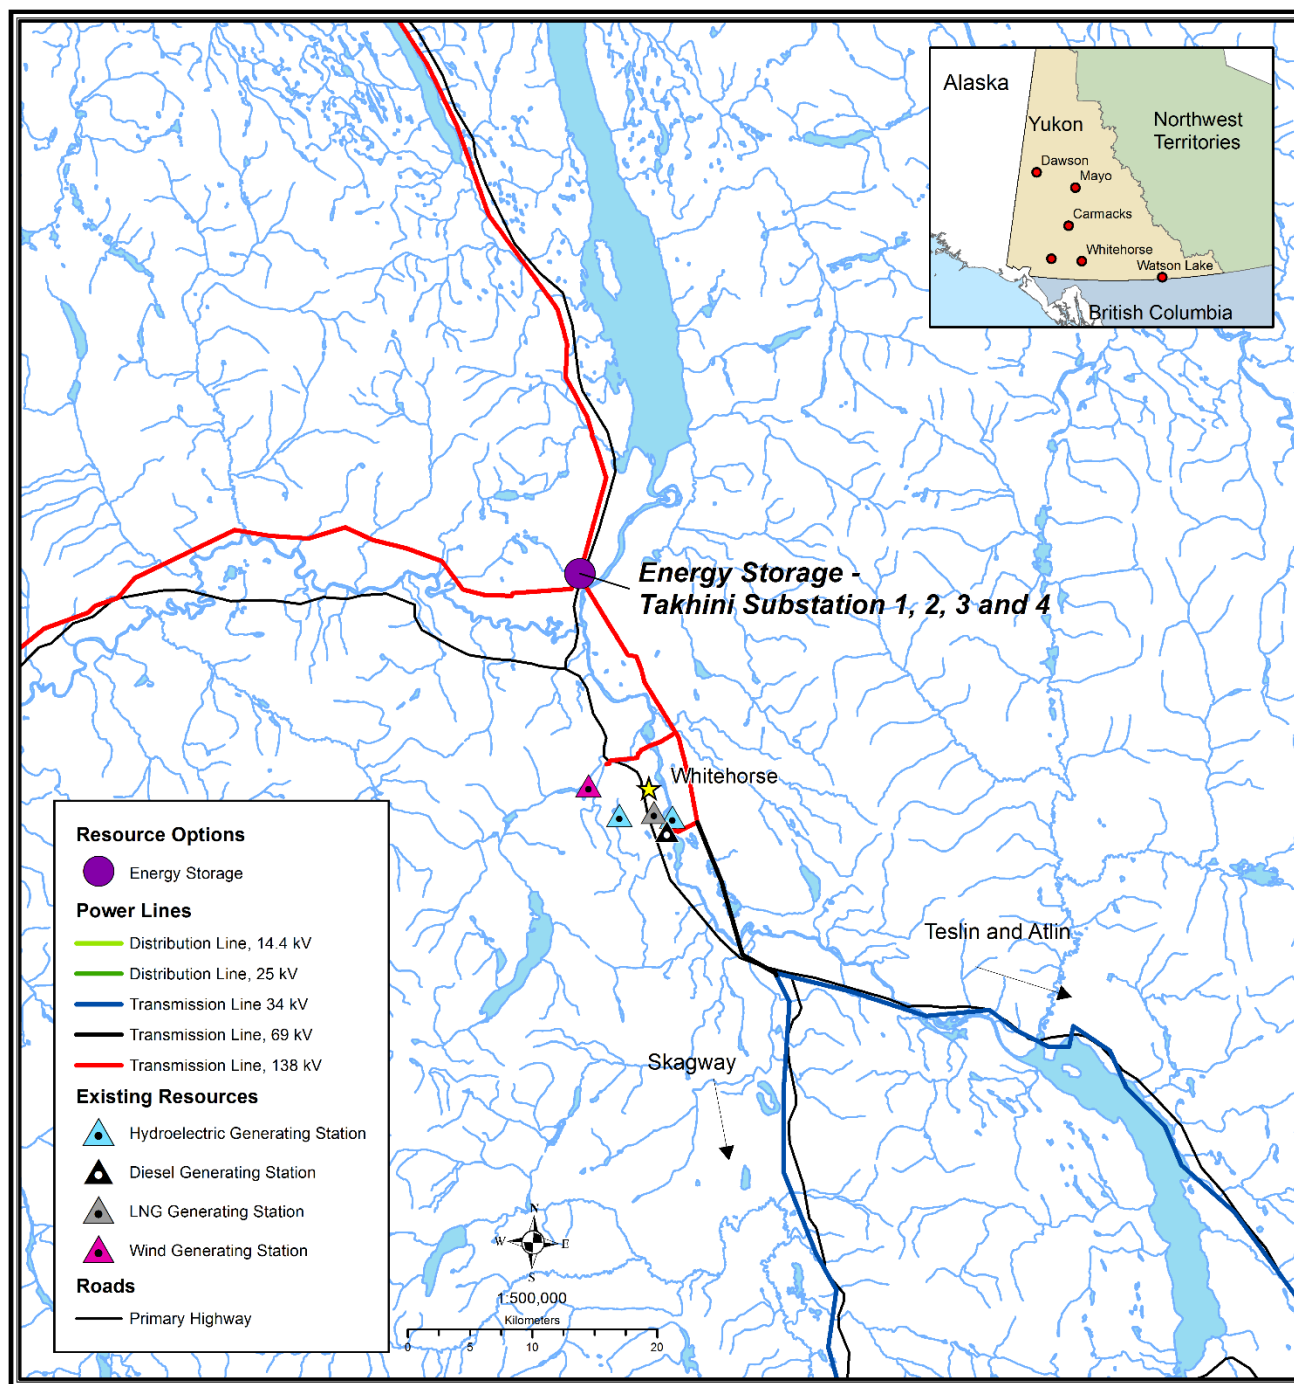 Alaska
Yukon
Northwest
Territories
Dawson
Mayo
Carmacks
Whitehorse
Watson Lake
British Columbia
Energy Storage -
Takhini Substation 1, 2, 3 and 4
Whitehorse
Teslin and Atlin
Skagway
Resource Options
Energy Storage
Power Lines
Distribution Line, 14.4 kV
Distribution Line, 25 kV
Transmission Line 34 kV
Transmission Line, 69 kV
Transmission Line, 138 kV
Existing Resources
Hydroelectric Generating Station
Diesel Generating Station
LNG Generating Station
Wind Generating Station
Roads
Primary Highway
N
W E
S
1:500,000
Kilometers
0 5 10 20